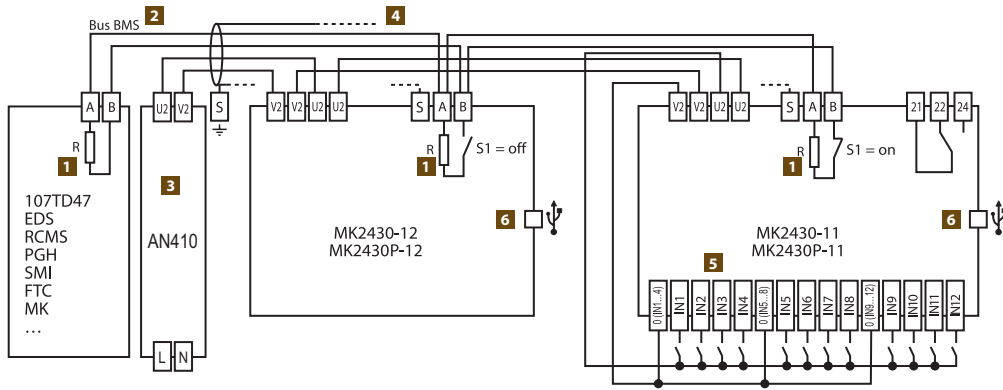 Bus BMS 2 4
A B U2 V2 S V2 V2 U2 U2 S A B V2 V2 U2 U2 S A B 21 22 24
R R S1 = off R S1 = on
1 1 1
3
107TD47
EDS
RCMS
PGH
SMI
FTC
MK
...
AN410
L N
6
MK2430-12
MK2430P-12
6
MK2430-11
MK2430P-11
5
0 (IN1...4) IN1 IN2 IN3 IN4 0 (IN5...8) IN5 IN6 IN7 IN8 0 (IN9...12) IN9 IN10 IN11 IN12